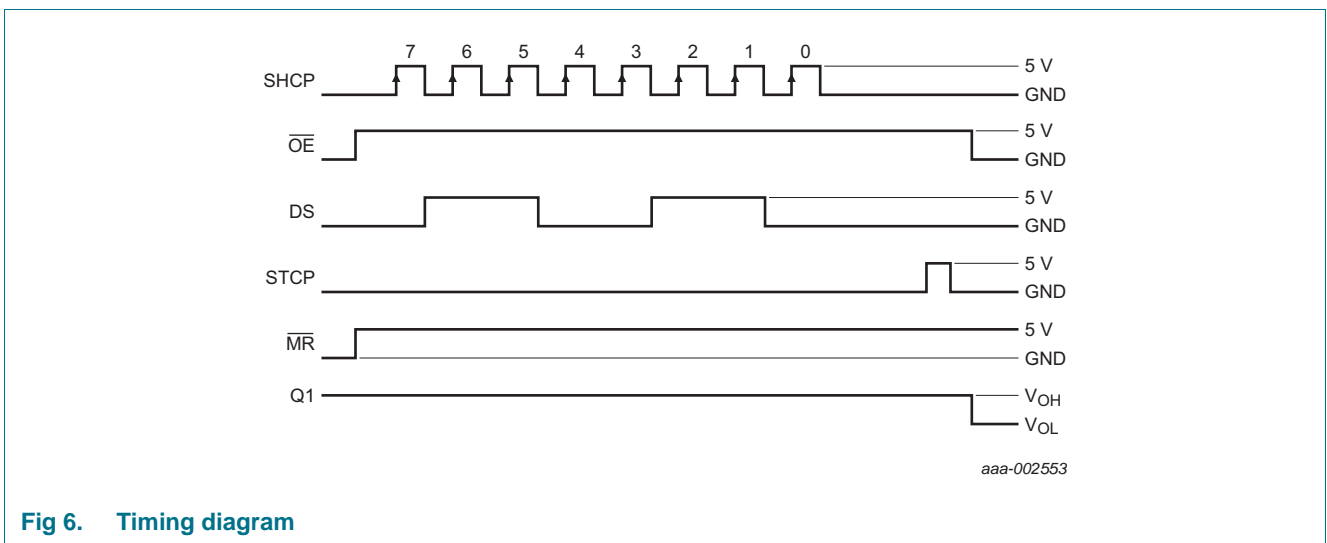 7 6 5 4 3 2 1 0
SHCP
5 V
GND
OE
5 V
GND
DS
5 V
GND
STCP
5 V
GND
MR
5 V
GND
Q1
VOH
VOL
aaa-002553
Fig 6. Timing diagram